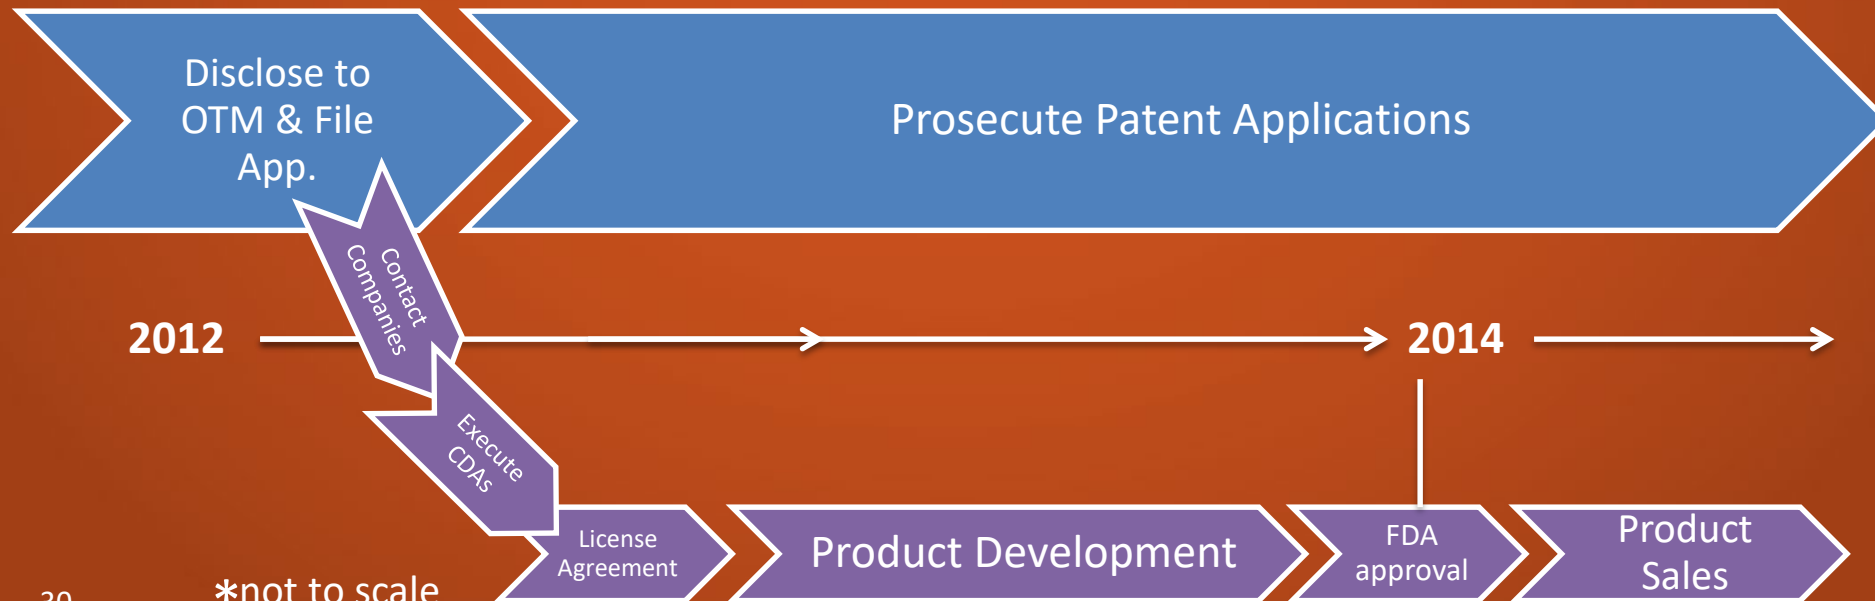 Disclose to
OTM & File
App.
Prosecute Patent Applications
Contact
Companies
2012
2014
Execute
CDAs
License
Agreement
Product Development
FDA
approval
Product
Sales
*not to scale